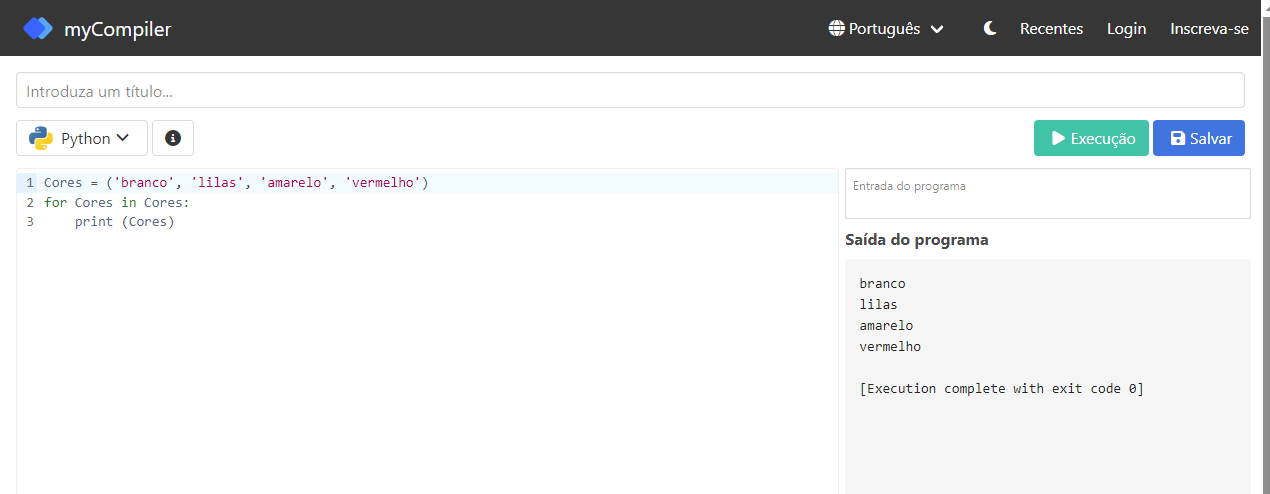 myCompiler
Português
Recentes
Login
Inscreva-se
Introduza um título...
Python
Execução
Salvar
1 Cores = ('branco', 'lilas', 'amarelo', 'vermelho')
2 for Cores in Cores:
3     print (Cores)
Entrada do programa
Saída do programa
branco
lilas
amarelo
vermelho
[Execution complete with exit code 0]